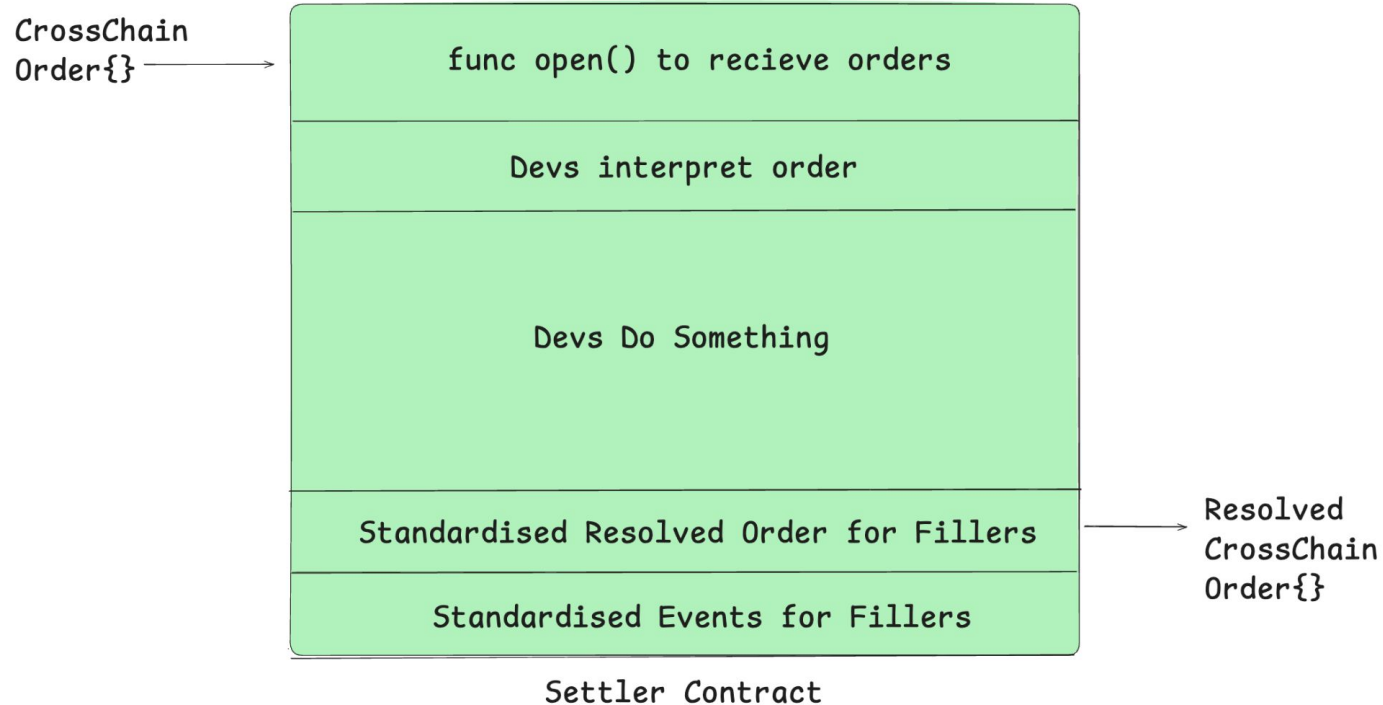 CrossChain
Order{}
func open() to recieve orders
Devs interpret order
Devs Do Something
Standardised Resolved Order for Fillers
Resolved
CrossChain
Order{}
Standardised Events for Fillers
Settler Contract